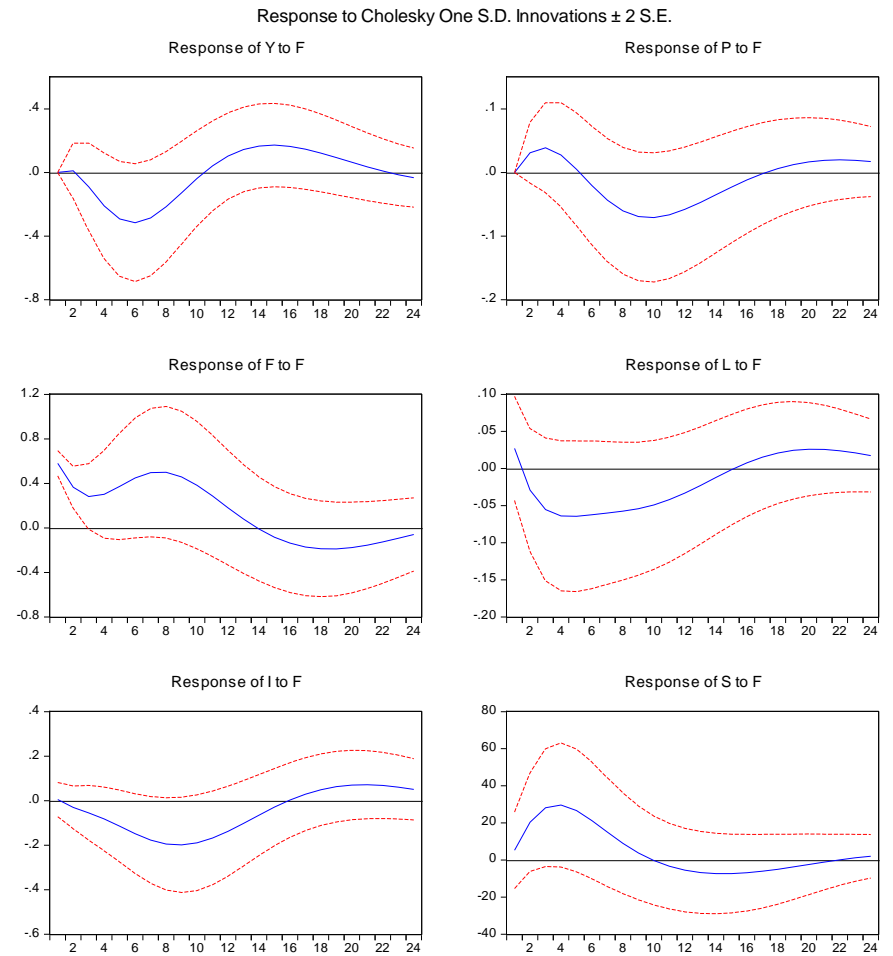 Response to Cholesky One S.D. Innovations ± 2 S.E.
Response of Y to F
.4
.0
-.4
-.8
2 4 6 8 10 12 14 16 18 20 22 24
Response of P to F
.1
.0
-.1
-.2
2 4 6 8 10 12 14 16 18 20 22 24
Response of F to F
1.2
0.8
0.4
0.0
-0.4
-0.8
2 4 6 8 10 12 14 16 18 20 22 24
Response of L to F
.10
.05
.00
-.05
-.10
-.15
-.20
2 4 6 8 10 12 14 16 18 20 22 24
Response of I to F
.4
.2
.0
-.2
-.4
-.6
2 4 6 8 10 12 14 16 18 20 22 24
Response of S to F
80
60
40
20
0
-20
-40
2 4 6 8 10 12 14 16 18 20 22 24